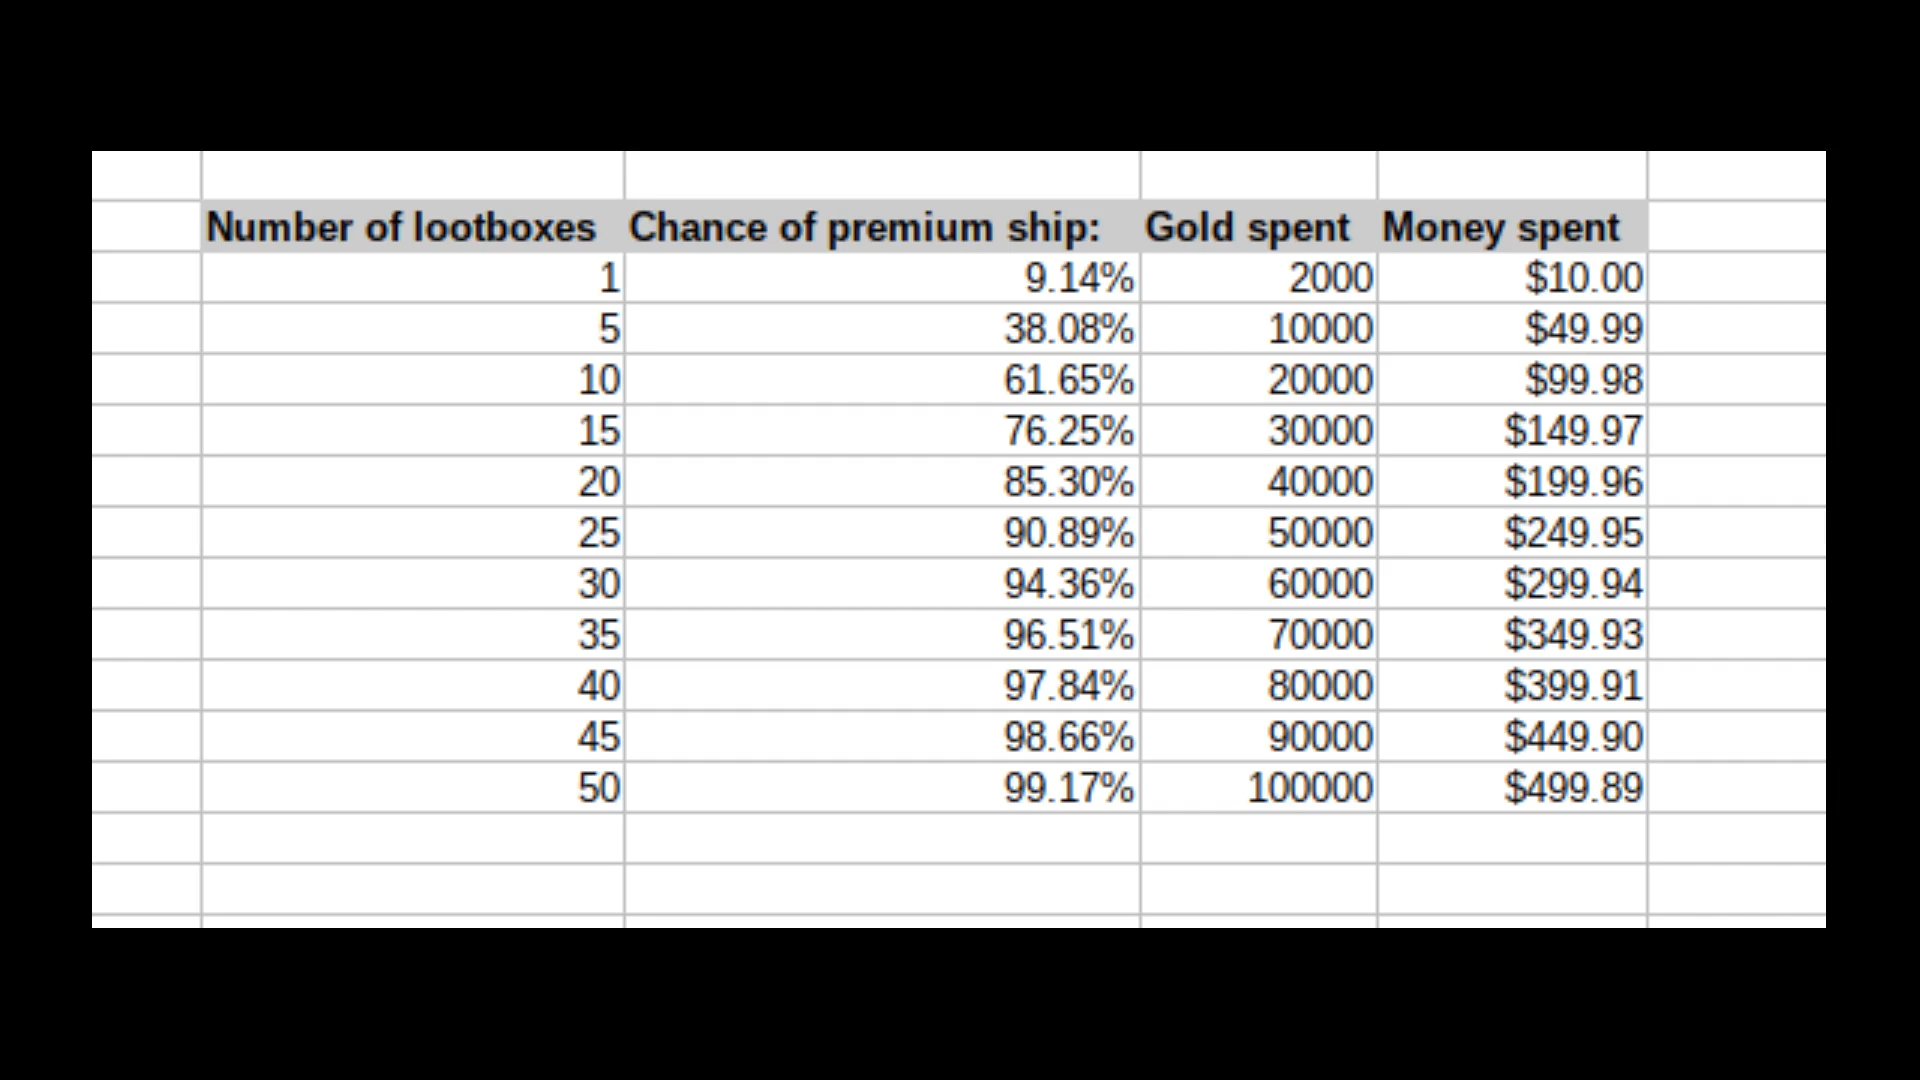 Number of lootboxes Chance of premium ship: Gold spent Money spent
1 9.14% 2000 $10.00
5 38.08% 10000 $49.99
10 61.65% 20000 $99.98
15 76.25% 30000 $149.97
20 85.30% 40000 $199.96
25 90.89% 50000 $249.95
30 94.36% 60000 $299.94
35 96.51% 70000 $349.93
40 97.84% 80000 $399.91
45 98.66% 90000 $449.90
50 99.17% 100000 $499.89